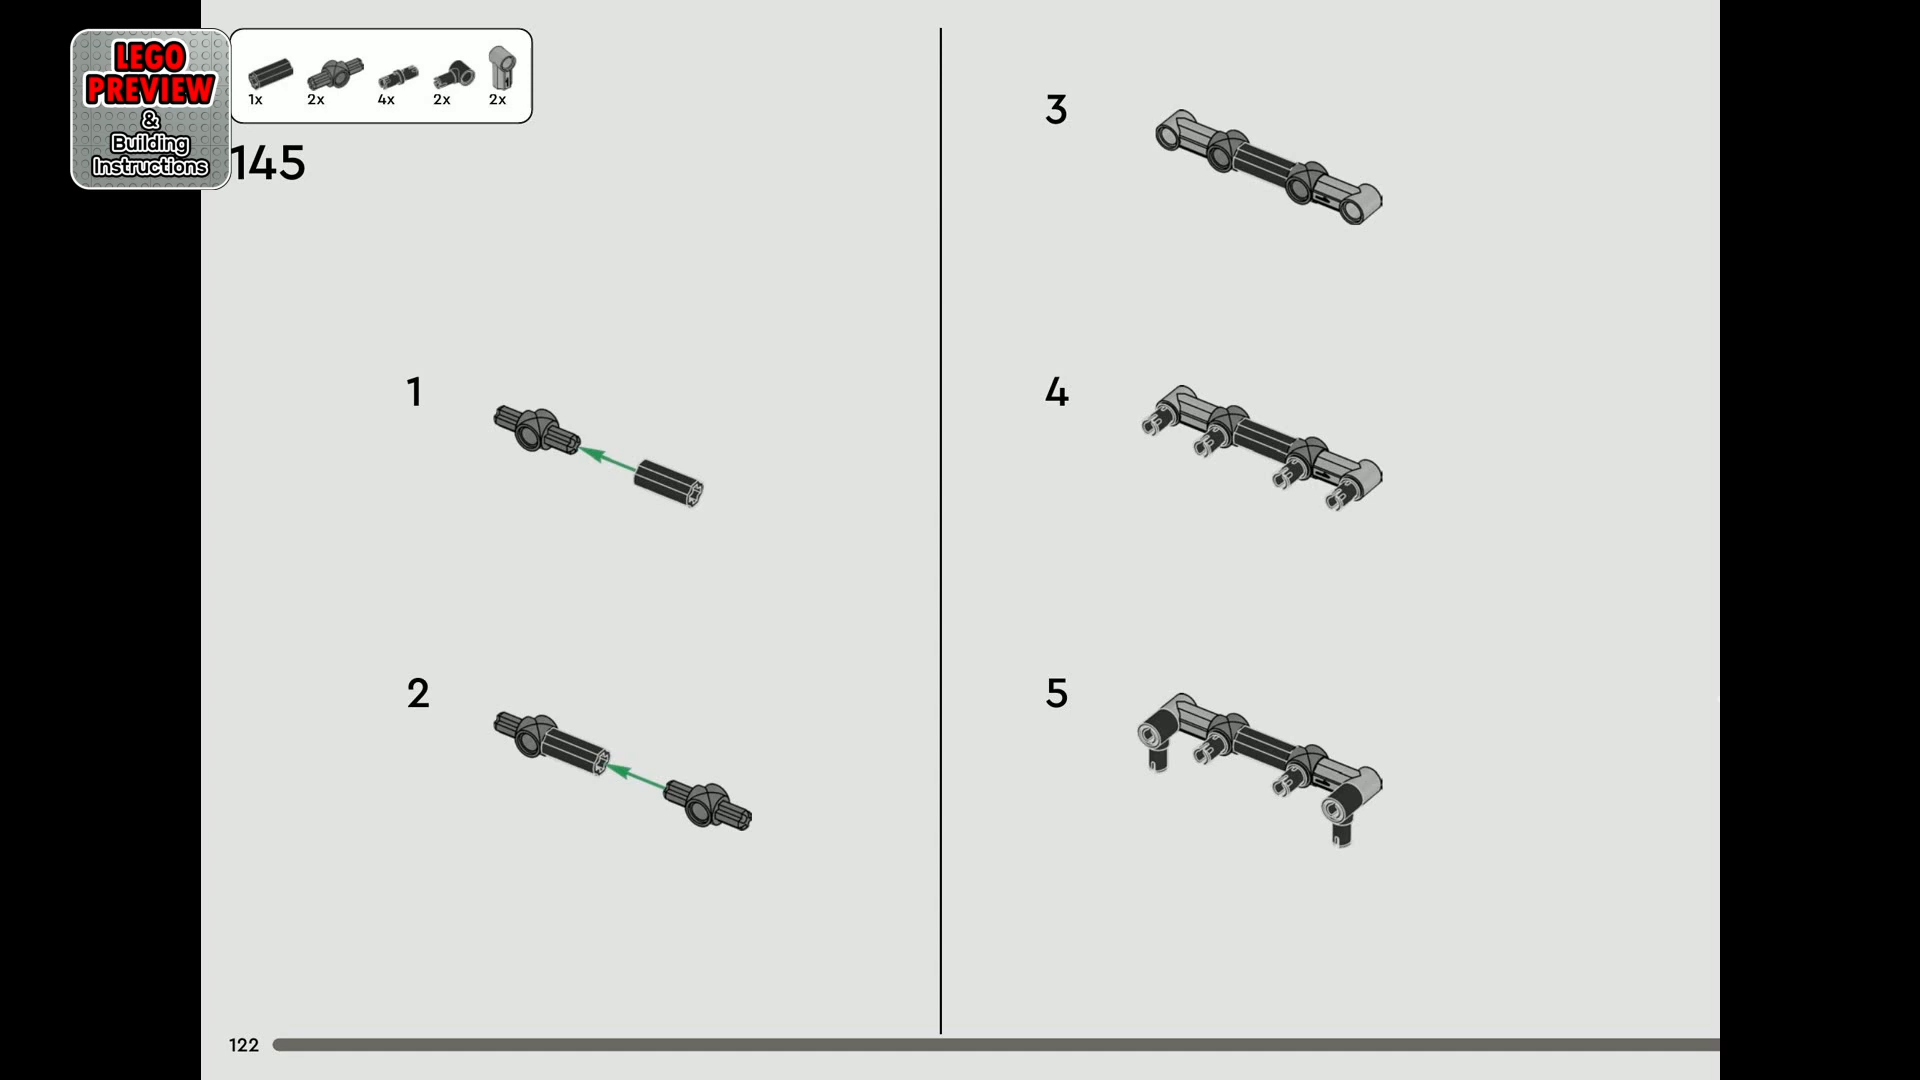 LEGO
PREVIEW
&
Building
Instructions
1x 2x 4x 2x 2x
145
1
2
3
4
5
122